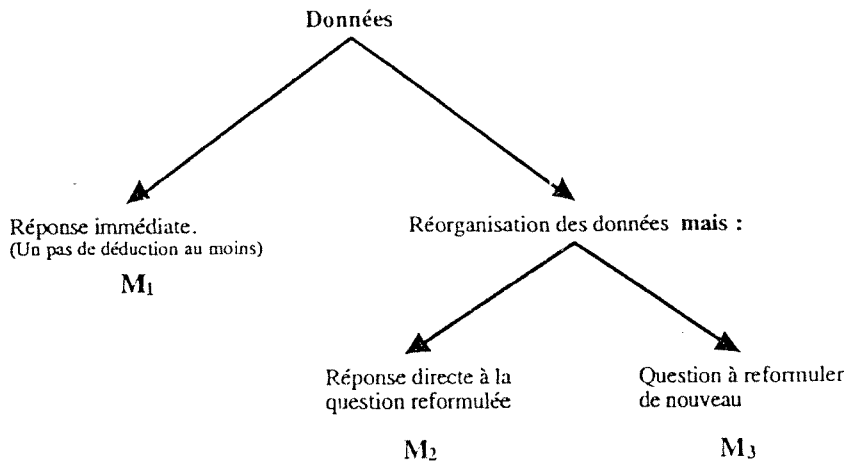 Données
Réponse immédiate.
(Un pas de déduction au moins)
M1
Réorganisation des données mais :
Réponse directe à la
question reformulée
M2
Question à reformuler
de nouveau
M3